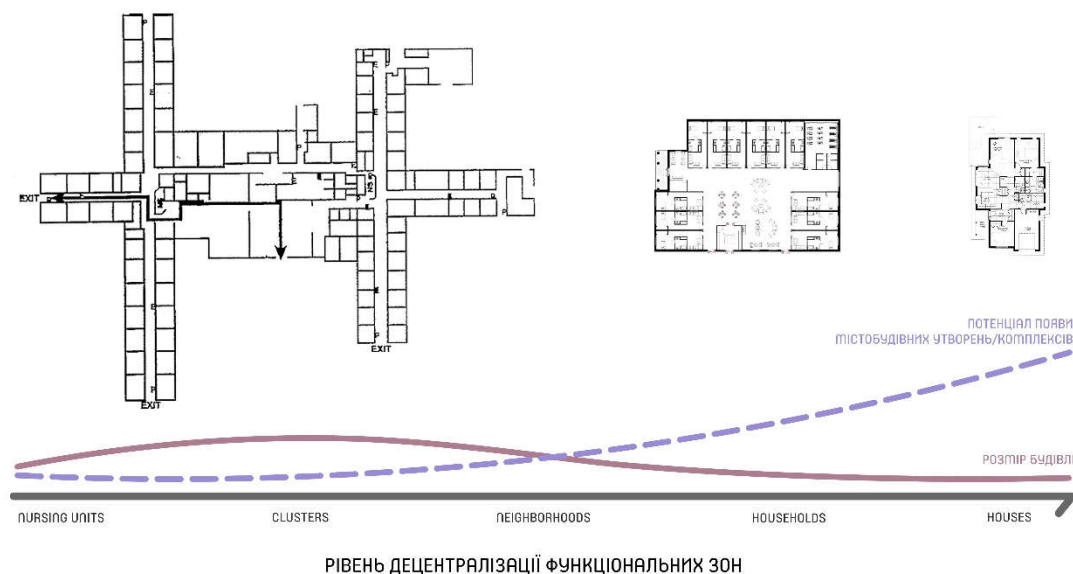 EXIT
EXIT
EXIT
ПОТЕНЦІАЛ ПОЯВИ
МІСТОБУДІВНИХ УТВОРЕНЬ/КОМПЛЕКСІВ
РОЗМІР БУДІВЛІ
NURSING UNITS
CLUSTERS
NEIGHBORHOODS
HOUSEHOLDS
HOUSES
РІВЕНЬ ДЕЦЕНТРАЛІЗАЦІЇ ФУНКЦІОНАЛЬНИХ ЗОН